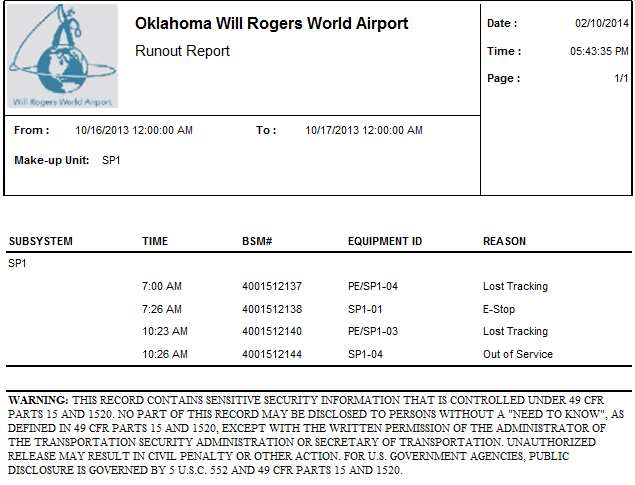 Oklahoma Will Rogers World Airport
Runout Report
Will Rogers World Airport
Date : 02/10/2014
Time : 05:43:35 PM
Page : 1/1
From : 10/16/2013 12:00:00 AM To : 10/17/2013 12:00:00 AM
Make-up Unit: SP1
SUBSYSTEM TIME BSM# EQUIPMENT ID REASON
SP1
7:00 AM 4001512137 PE/SP1-04 Lost Tracking
7:26 AM 4001512138 SP1-01 E-Stop
10:23 AM 4001512140 PE/SP1-03 Lost Tracking
10:26 AM 4001512144 SP1-04 Out of Service
WARNING: THIS RECORD CONTAINS SENSITIVE SECURITY INFORMATION THAT IS CONTROLLED UNDER 49 CFR
PARTS 15 AND 1520. NO PART OF THIS RECORD MAY BE DISCLOSED TO PERSONS WITHOUT A "NEED TO KNOW", AS
DEFINED IN 49 CFR PARTS 15 AND 1520, EXCEPT WITH THE WRITTEN PERMISSION OF THE ADMINISTRATOR OF
THE TRANSPORTATION SECURITY ADMINISTRATION OR SECRETARY OF TRANSPORTATION. UNAUTHORIZED
RELEASE MAY RESULT IN CIVIL PENALTY OR OTHER ACTION. FOR U.S. GOVERNMENT AGENCIES, PUBLIC
DISCLOSURE IS GOVERNED BY 5 U.S.C. 552 AND 49 CFR PARTS 15 AND 1520.